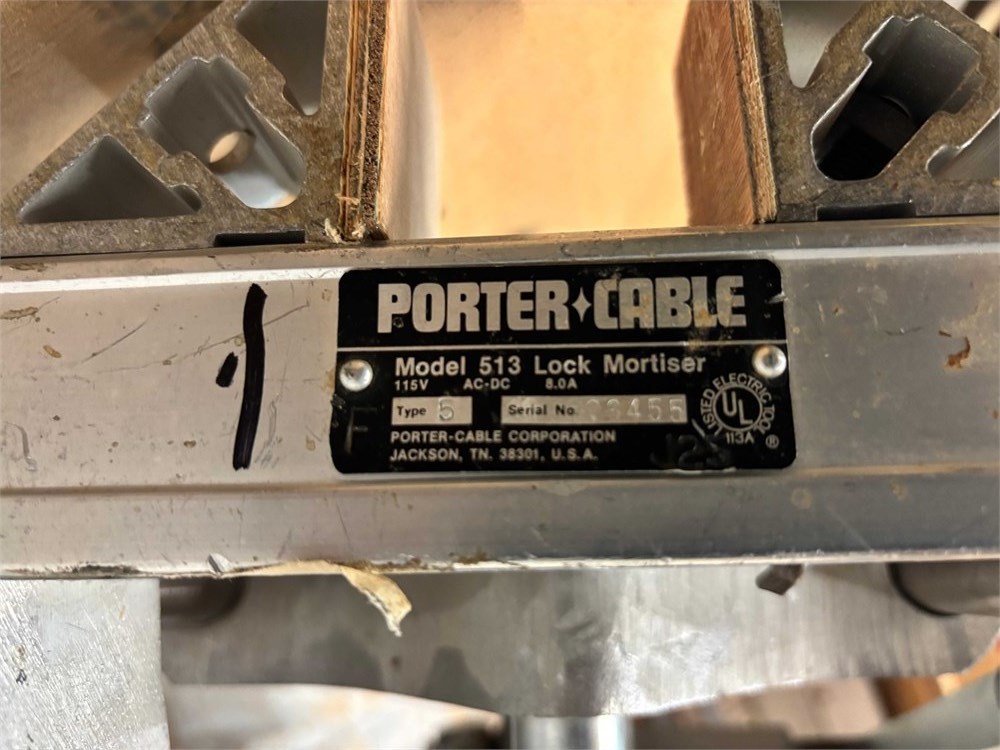 PORTER✦CABLE
Model 513 Lock Mortiser
115V AC-DC 8.0A
Type 5 Serial No.
PORTER-CABLE CORPORATION
JACKSON, TN. 38301, U.S.A.
LISTED ELECTRIC TOOL
UL
113A
®
F